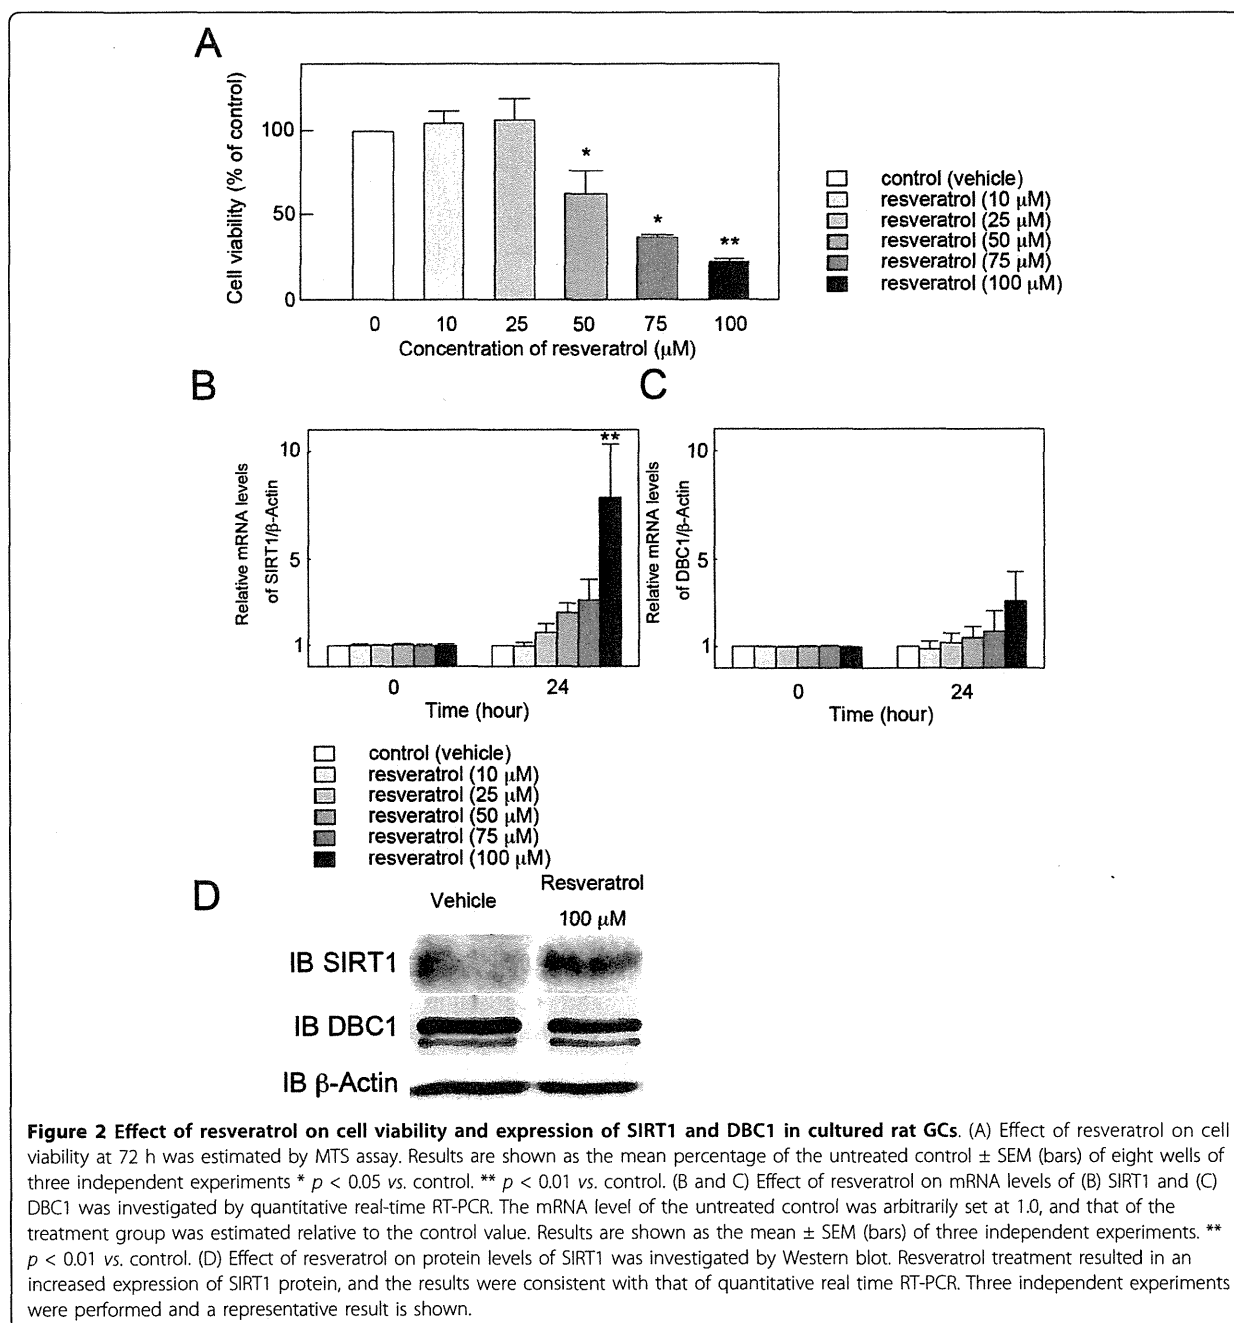 A
Cell viability (% of control)
100
50
0
* * **
0 10 25 50 75 100
Concentration of resveratrol (μM)
control (vehicle)
resveratrol (10 μM)
resveratrol (25 μM)
resveratrol (50 μM)
resveratrol (75 μM)
resveratrol (100 μM)
B
Relative mRNA levels
of SIRT1/β-Actin
10
5
1
**
0 24
Time (hour)
C
Relative mRNA levels
of DBC1/β-Actin
10
5
1
0 24
Time (hour)
control (vehicle)
resveratrol (10 μM)
resveratrol (25 μM)
resveratrol (50 μM)
resveratrol (75 μM)
resveratrol (100 μM)
D
Vehicle
Resveratrol
100 μM
IB SIRT1
IB DBC1
IB β-Actin
Figure 2 Effect of resveratrol on cell viability and expression of SIRT1 and DBC1 in cultured rat GCs. (A) Effect of resveratrol on cell
viability at 72 h was estimated by MTS assay. Results are shown as the mean percentage of the untreated control ± SEM (bars) of eight wells of
three independent experiments * p < 0.05 vs. control. ** p < 0.01 vs. control. (B and C) Effect of resveratrol on mRNA levels of (B) SIRT1 and (C)
DBC1 was investigated by quantitative real-time RT-PCR. The mRNA level of the untreated control was arbitrarily set at 1.0, and that of the
treatment group was estimated relative to the control value. Results are shown as the mean ± SEM (bars) of three independent experiments. **
p < 0.01 vs. control. (D) Effect of resveratrol on protein levels of SIRT1 was investigated by Western blot. Resveratrol treatment resulted in an
increased expression of SIRT1 protein, and the results were consistent with that of quantitative real time RT-PCR. Three independent experiments
were performed and a representative result is shown.